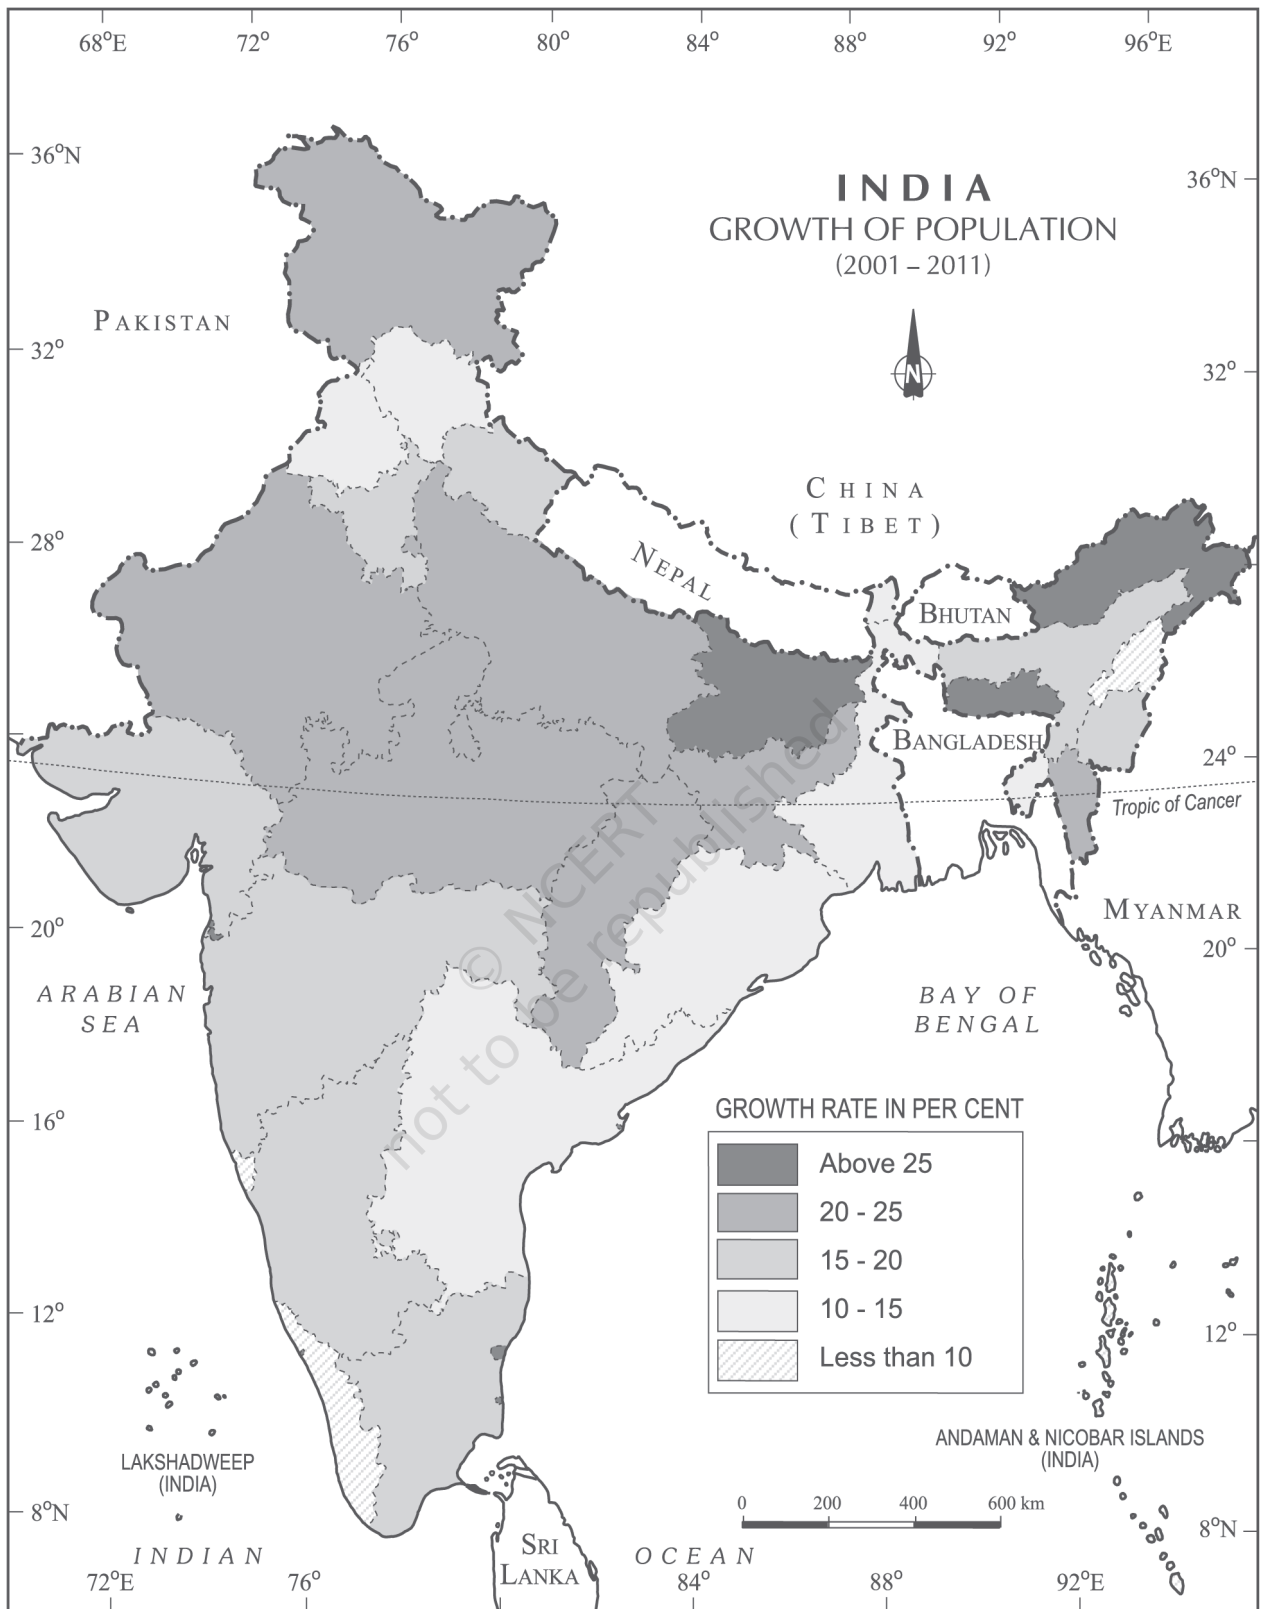 68°E 72° 76° 80° 84° 88° 92° 96°E
36°N
36°N
INDIA
GROWTH OF POPULATION
(2001 – 2011)
PAKISTAN
N
32°
32°
CHINA
(TIBET)
28°
NEPAL
BHUTAN
BANGLADESH
24°
Tropic of Cancer
© NCERT
not to be republished
MYANMAR
20°
20°
ARABIAN
SEA
BAY OF
BENGAL
16°
GROWTH RATE IN PER CENT
Above 25
20 - 25
15 - 20
10 - 15
Less than 10
12°
12°
LAKSHADWEEP
(INDIA)
ANDAMAN & NICOBAR ISLANDS
(INDIA)
0 200 400 600 km
8°N
8°N
SRI
LANKA
INDIAN OCEAN
72°E 76° 84° 88° 92°E